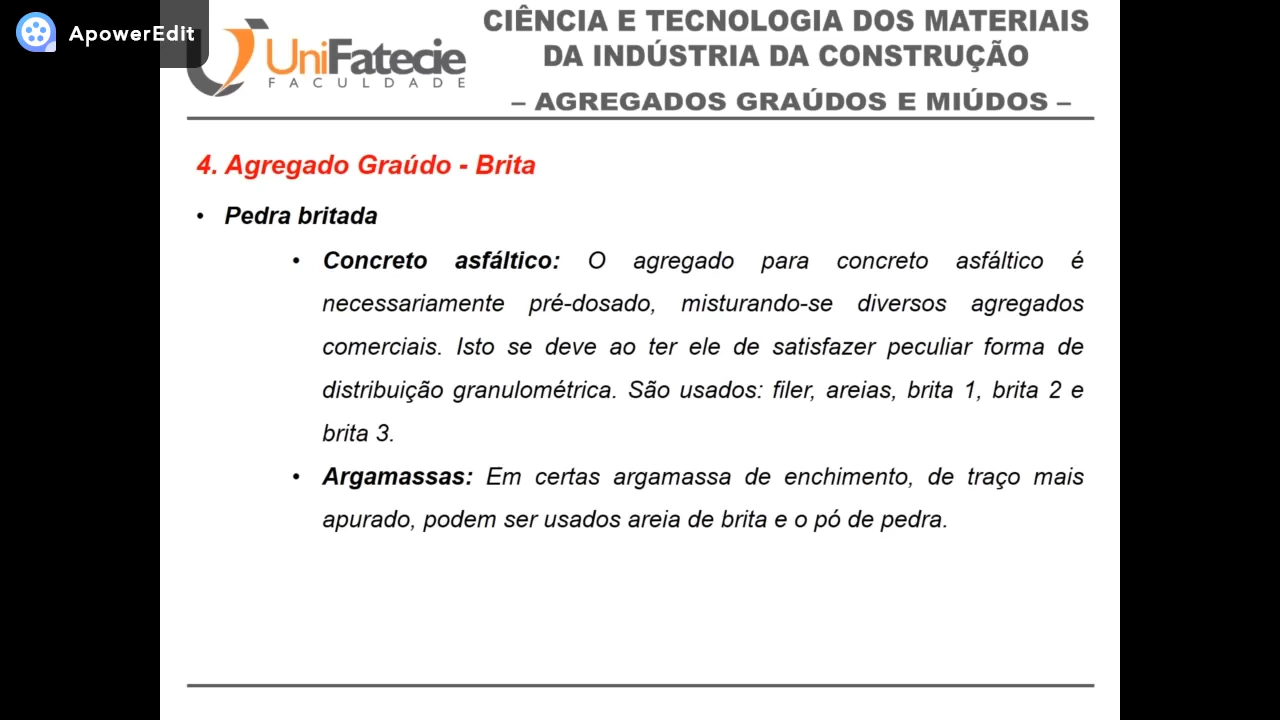 ApowerEdit
UniFatecie
FACULDADE
CIÊNCIA E TECNOLOGIA DOS MATERIAIS
DA INDÚSTRIA DA CONSTRUÇÃO
– AGREGADOS GRAÚDOS E MIÚDOS –
4. Agregado Graúdo - Brita
• Pedra britada
• Concreto asfáltico: O agregado para concreto asfáltico é
necessariamente pré-dosado, misturando-se diversos agregados
comerciais. Isto se deve ao ter ele de satisfazer peculiar forma de
distribuição granulométrica. São usados: filer, areias, brita 1, brita 2 e
brita 3.
• Argamassas: Em certas argamassa de enchimento, de traço mais
apurado, podem ser usados areia de brita e o pó de pedra.